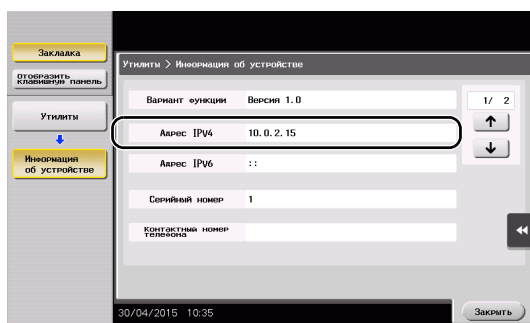 Закладка
Отобразить
клавишную панель
Утилиты
Информация
об устройстве
Утилиты > Информация об устройстве
Вариант функции Версия 1.0
1/ 2
Адрес IPV4 10.0.2.15
Адрес IPV6 ::
Серийный номер 1
Контактный номер
телефона
30/04/2015 10:35
Закрыть